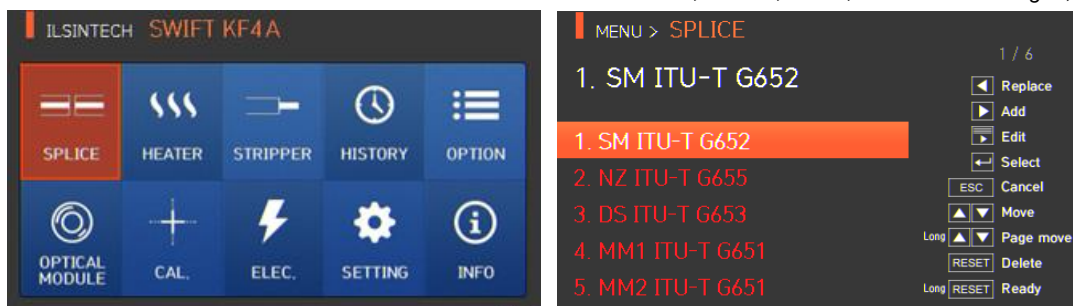 ILSINTECH SWIFT KF4A
SPLICE HEATER STRIPPER HISTORY OPTION
OPTICAL MODULE CAL. ELEC. SETTING INFO
MENU > SPLICE
1 / 6
1. SM ITU-T G652
1. SM ITU-T G652
2. NZ ITU-T G655
3. DS ITU-T G653
4. MM1 ITU-T G651
5. MM2 ITU-T G651
Replace
Add
Edit
Select
ESC Cancel
Move
Long Page move
RESET Delete
Long RESET Ready